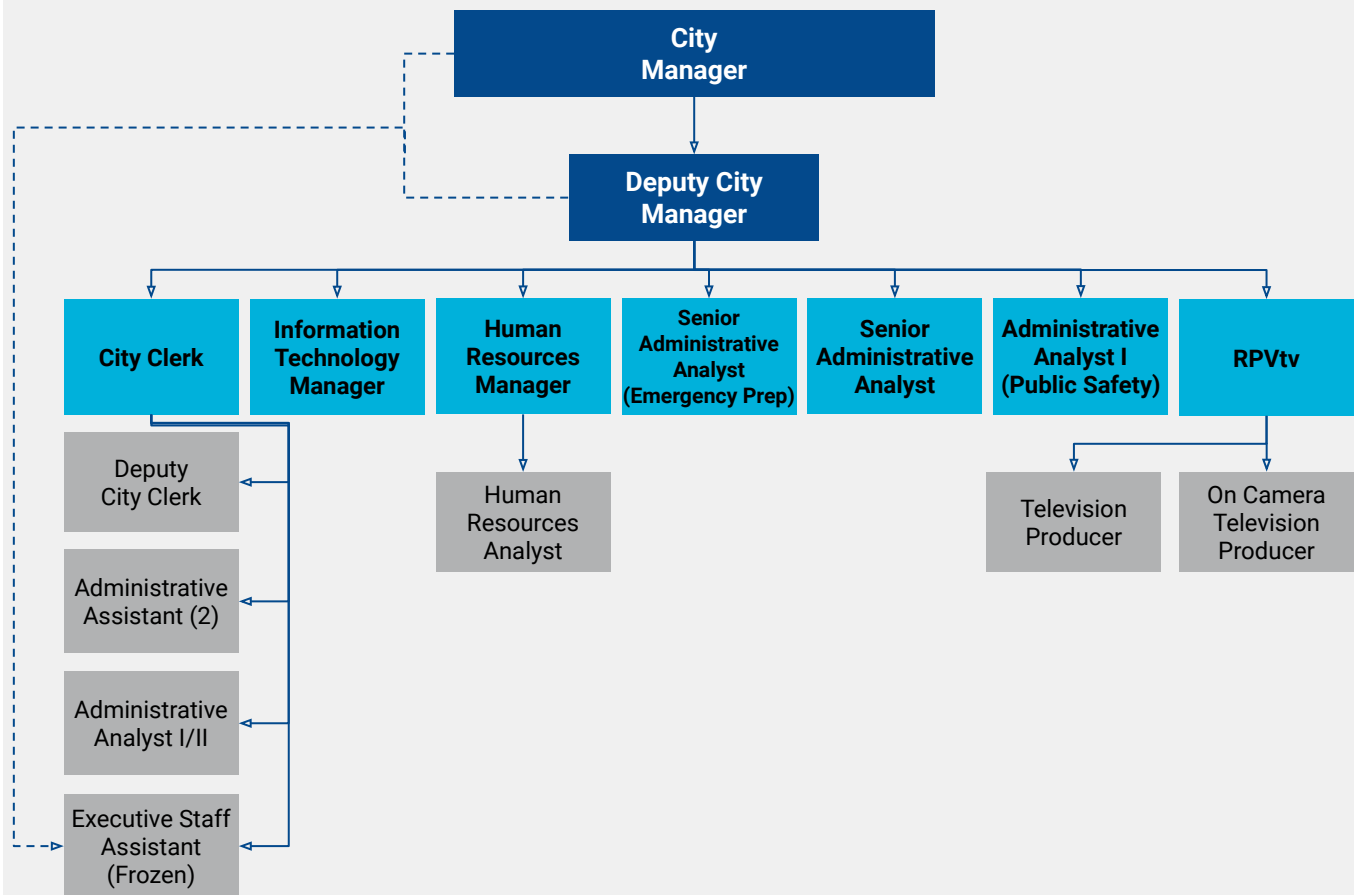 City
Manager
Deputy City
Manager
City Clerk
Information
Technology
Manager
Human
Resources
Manager
Senior
Administrative
Analyst
(Emergency Prep)
Senior
Administrative
Analyst
Administrative
Analyst I
(Public Safety)
RPVtv
Deputy
City Clerk
Human
Resources
Analyst
Television
Producer
On Camera
Television
Producer
Administrative
Assistant (2)
Administrative
Analyst I/II
Executive Staff
Assistant
(Frozen)